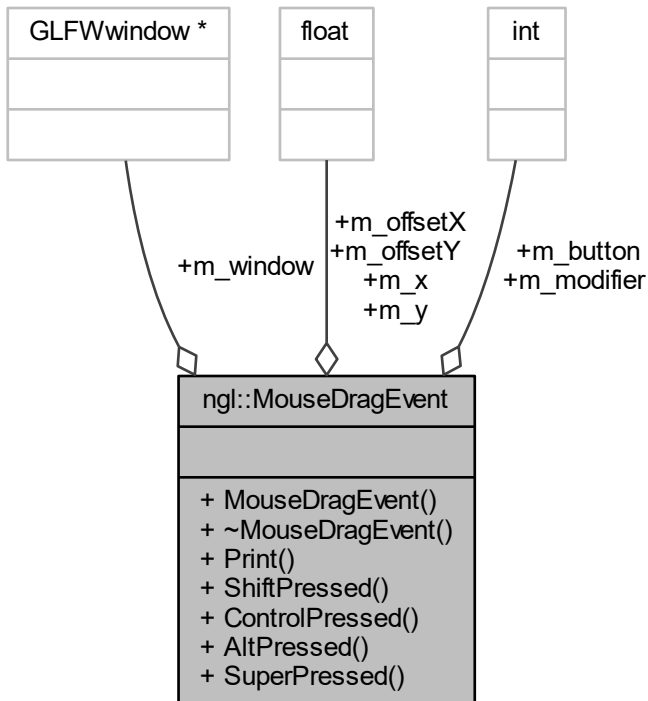 GLFWwindow *
float
int
+m_window
+m_offsetX
+m_offsetY
+m_x
+m_y
+m_button
+m_modifier
ngl::MouseDragEvent
+ MouseDragEvent()
+ ~MouseDragEvent()
+ Print()
+ ShiftPressed()
+ ControlPressed()
+ AltPressed()
+ SuperPressed()